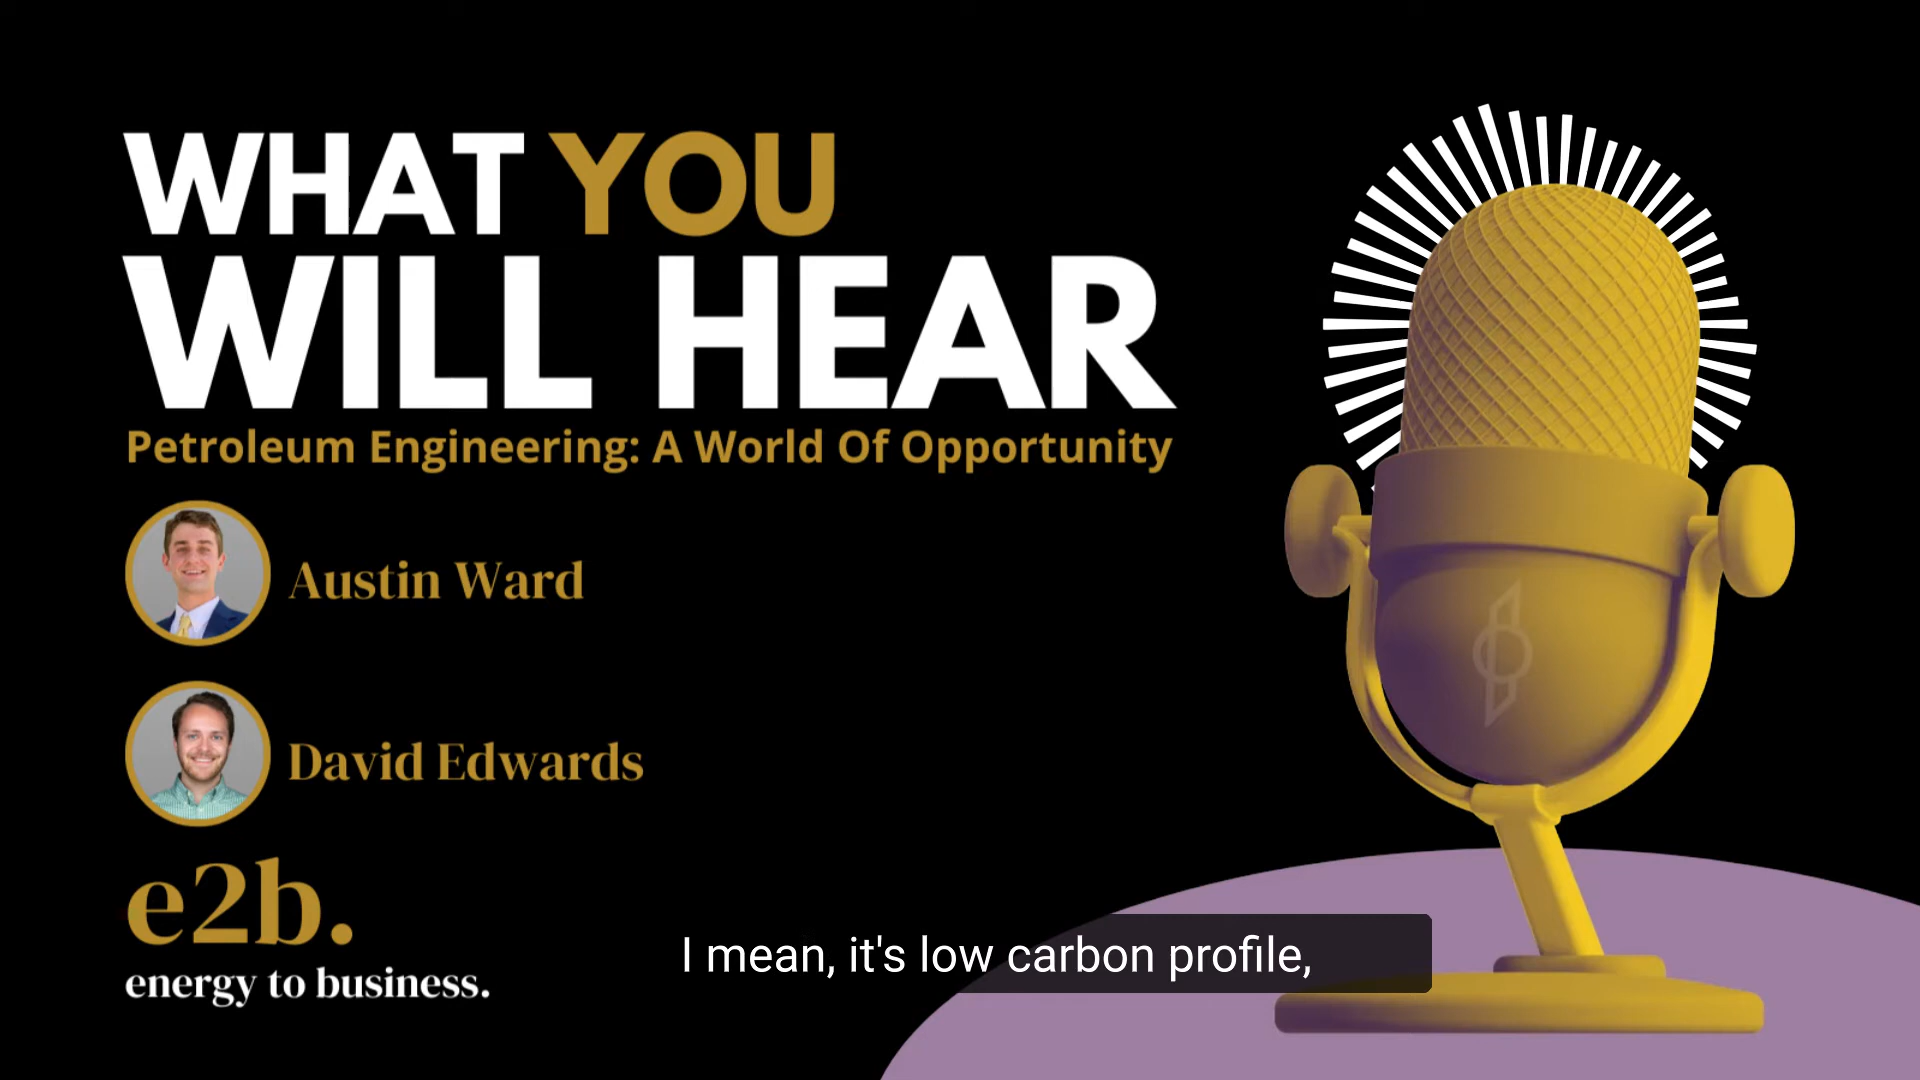 WHAT YOU
WILL HEAR
Petroleum Engineering: A World Of Opportunity
Austin Ward
David Edwards
e2b.
energy to business.
I mean, it's low carbon profile,